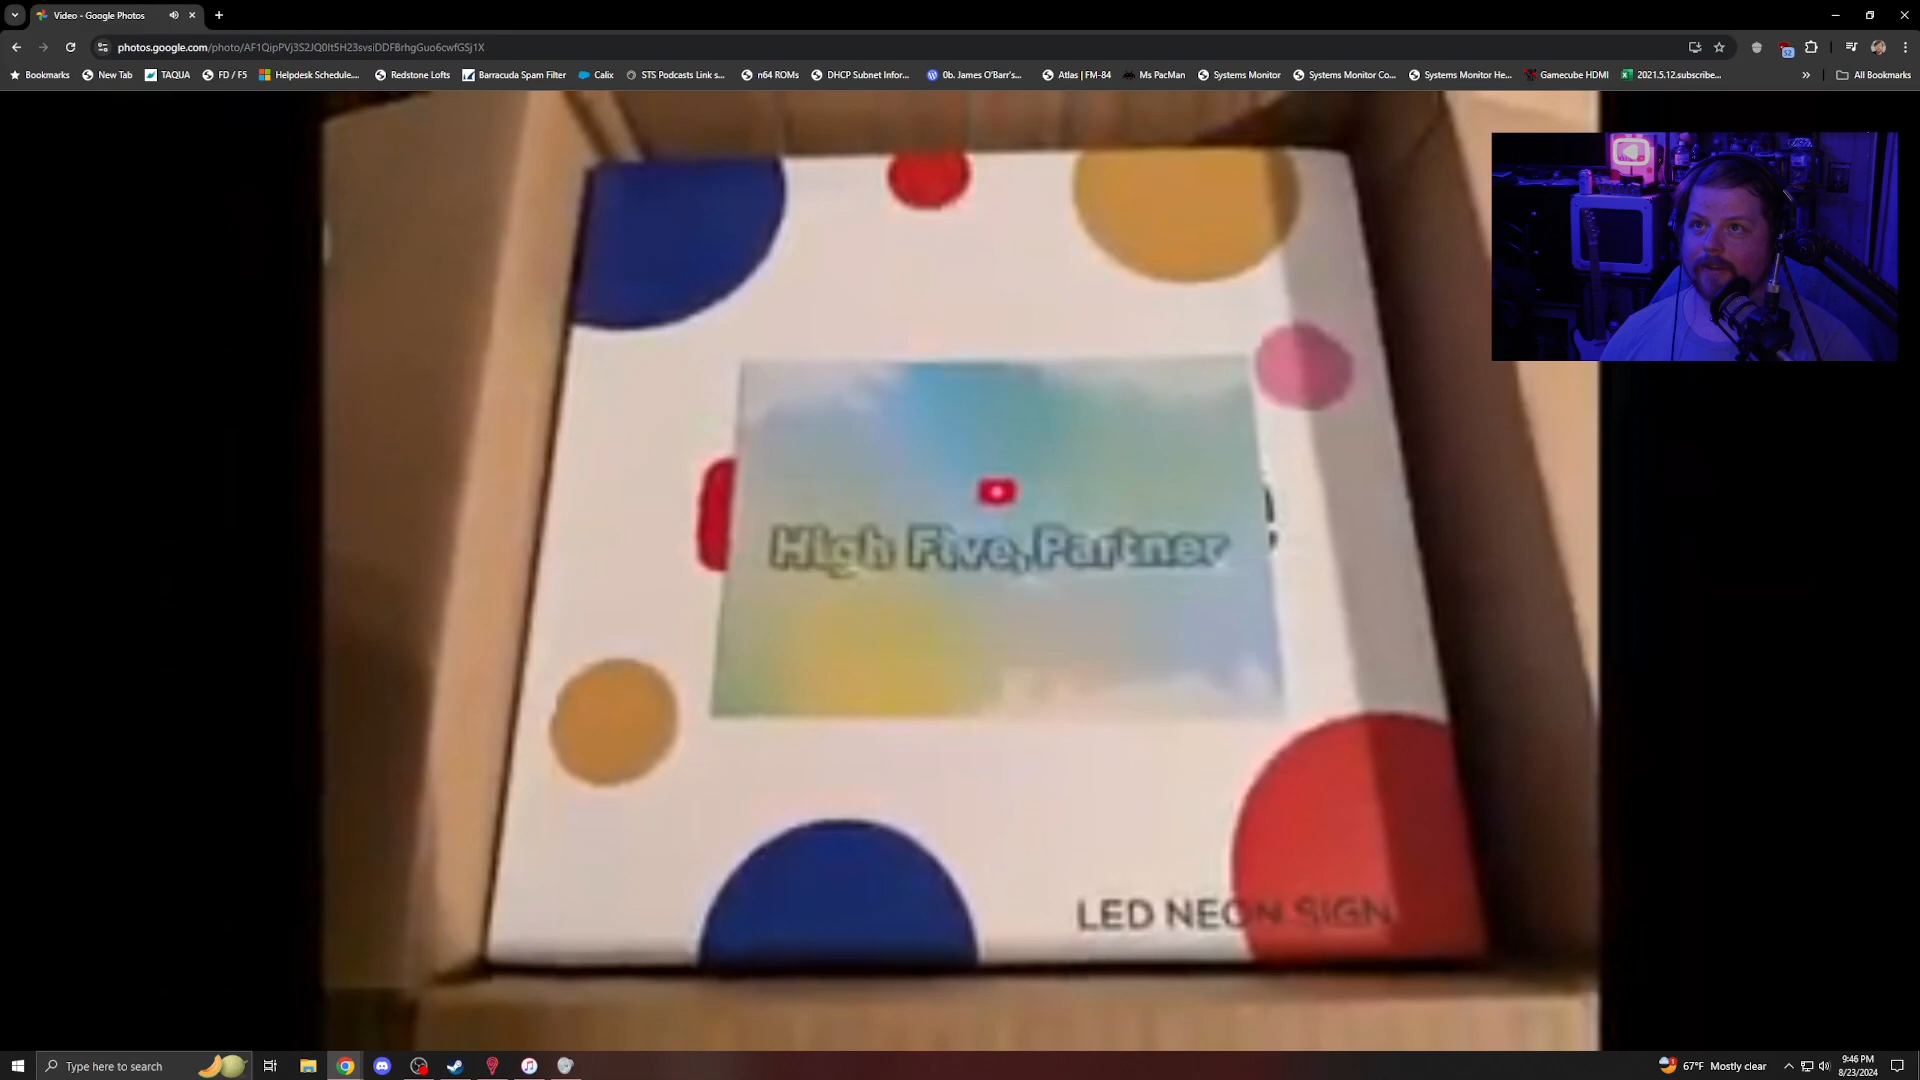 Video - Google Photos
photos.google.com/photo/AF1QipPVj3S2JQ0It5H23svsiDDFBrhgGuo6cwfGSj1X
Bookmarks New Tab TAQUA FD / F5 Helpdesk Schedule... Redstone Lofts Barracuda Spam Filter Calix STS Podcasts Link s... n64 ROMs DHCP Subnet Infor... 0b. James O'Barr's... Atlas | FM-84 Ms PacMan Systems Monitor Systems Monitor Co... Systems Monitor He... Gamecube HDMI 2021.5.12.subscribe... » All Bookmarks
High Five, Partner
LED NEON SIGN
Type here to search
67°F Mostly clear
9:46 PM
8/23/2024